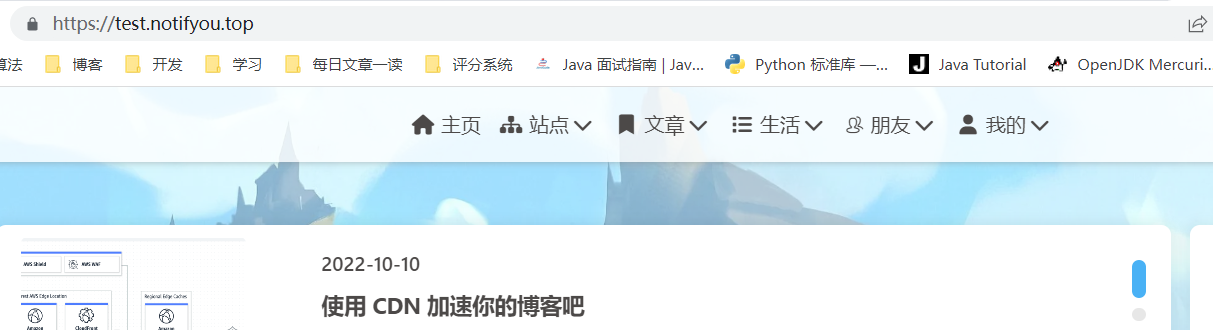 https://test.notifyou.top
算法 博客 开发 学习 每日文章一读 评分系统 Java 面试指南 | Jav... Python 标准库 —... J Java Tutorial OpenJDK Mercuri...
主页 站点 文章 生活 朋友 我的
2022-10-10
使用 CDN 加速你的博客吧
AWS Shield AWS WAF
AWS Edge Location Regional Edge Caches
Amazon CloudFront Amazon